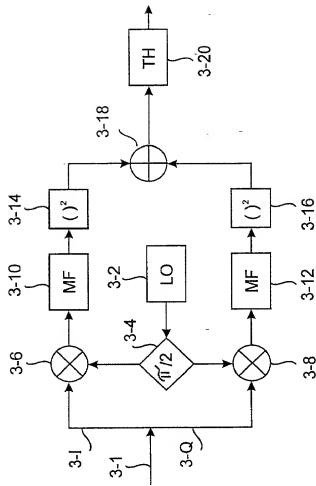 TH
3-20
3-18
3-14
( )²
( )²
3-16
3-10
MF
3-2
LO
MF
3-12
3-6
3-4
π/2
3-8
3-I
3-1
3-Q